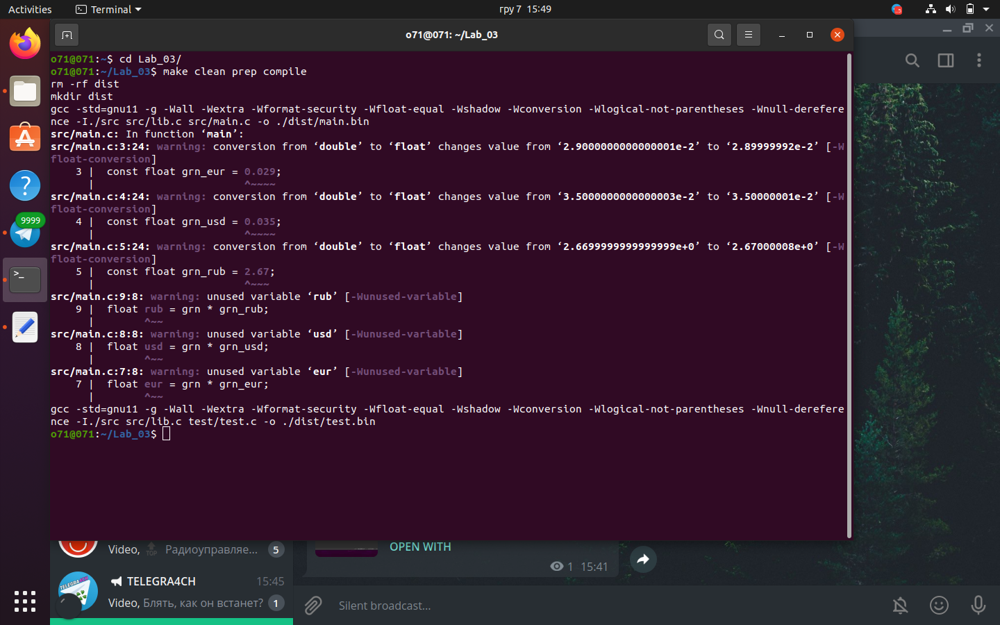 Activities
Terminal
гру 7 15:49
o71@071: ~/Lab_03
o71@071:~$ cd Lab_03/
o71@071:~/Lab_03$ make clean prep compile
rm -rf dist
mkdir dist
gcc -std=gnu11 -g -Wall -Wextra -Wformat-security -Wfloat-equal -Wshadow -Wconversion -Wlogical-not-parentheses -Wnull-derefere
nce -I./src src/lib.c src/main.c -o ./dist/main.bin
src/main.c: In function ‘main’:
src/main.c:3:24: warning: conversion from ‘double’ to ‘float’ changes value from ‘2.9000000000000001e-2’ to ‘2.89999992e-2’ [-W
float-conversion]
3 | const float grn_eur = 0.029;
| ^~~~~
src/main.c:4:24: warning: conversion from ‘double’ to ‘float’ changes value from ‘3.5000000000000003e-2’ to ‘3.50000001e-2’ [-W
float-conversion]
4 | const float grn_usd = 0.035;
| ^~~~~
src/main.c:5:24: warning: conversion from ‘double’ to ‘float’ changes value from ‘2.6699999999999999e+0’ to ‘2.67000008e+0’ [-W
float-conversion]
5 | const float grn_rub = 2.67;
| ^~~~
src/main.c:9:8: warning: unused variable ‘rub’ [-Wunused-variable]
9 | float rub = grn * grn_rub;
| ^~~
src/main.c:8:8: warning: unused variable ‘usd’ [-Wunused-variable]
8 | float usd = grn * grn_usd;
| ^~~
src/main.c:7:8: warning: unused variable ‘eur’ [-Wunused-variable]
7 | float eur = grn * grn_eur;
| ^~~
gcc -std=gnu11 -g -Wall -Wextra -Wformat-security -Wfloat-equal -Wshadow -Wconversion -Wlogical-not-parentheses -Wnull-derefere
nce -I./src src/lib.c test/test.c -o ./dist/test.bin
o71@071:~/Lab_03$
9999
>_
Video, TOP Радиоуправляе... 5
TELEGRA4CH 15:45
Video, Блять, как он встанет? 1
OPEN WITH
1 15:41
Silent broadcast...